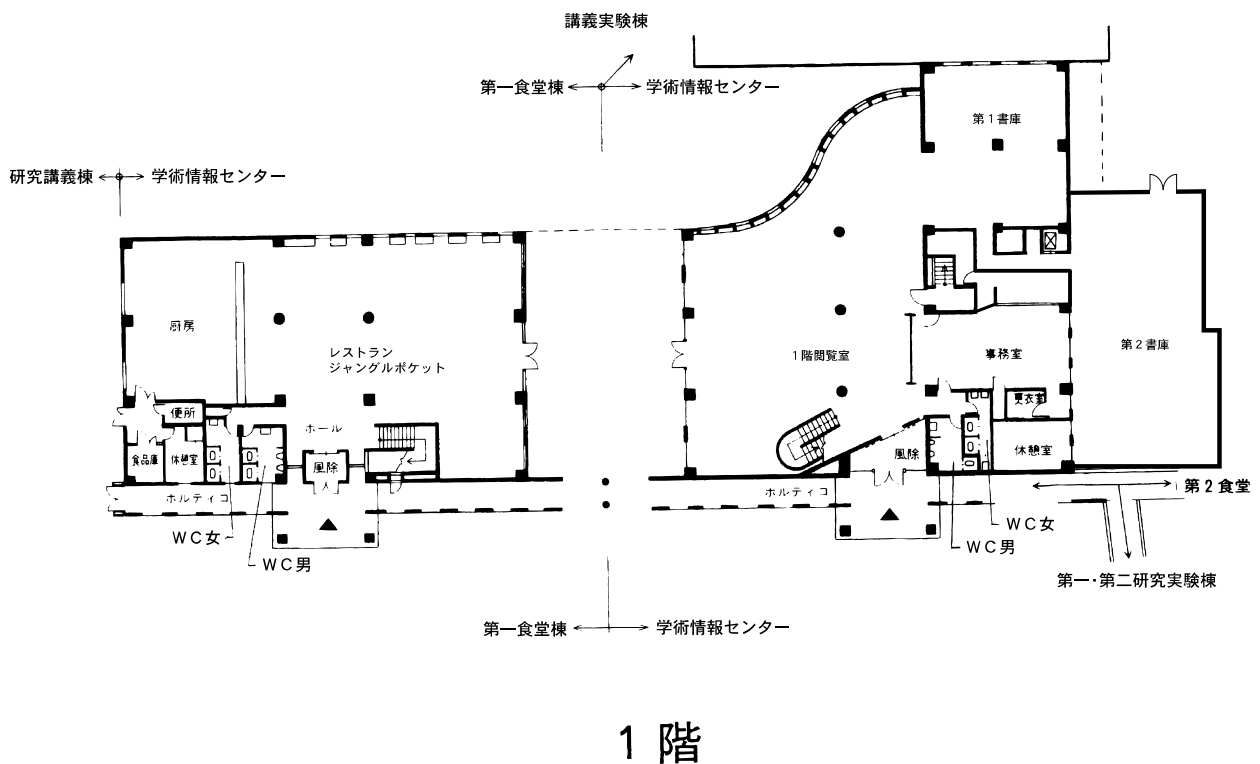 講義実験棟
第一食堂棟
学術情報センター
第1書庫
研究講義棟
学術情報センター
厨房
レストラン
ジャングルポケット
1階閲覧室
事務室
第2書庫
便所
更衣室
ホール
食品庫
休憩室
風除
風除
休憩室
ホルティコ
ホルティコ
第2食堂
WC女
WC男
WC女
WC男
第一・第二研究実験棟
第一食堂棟
学術情報センター
1階